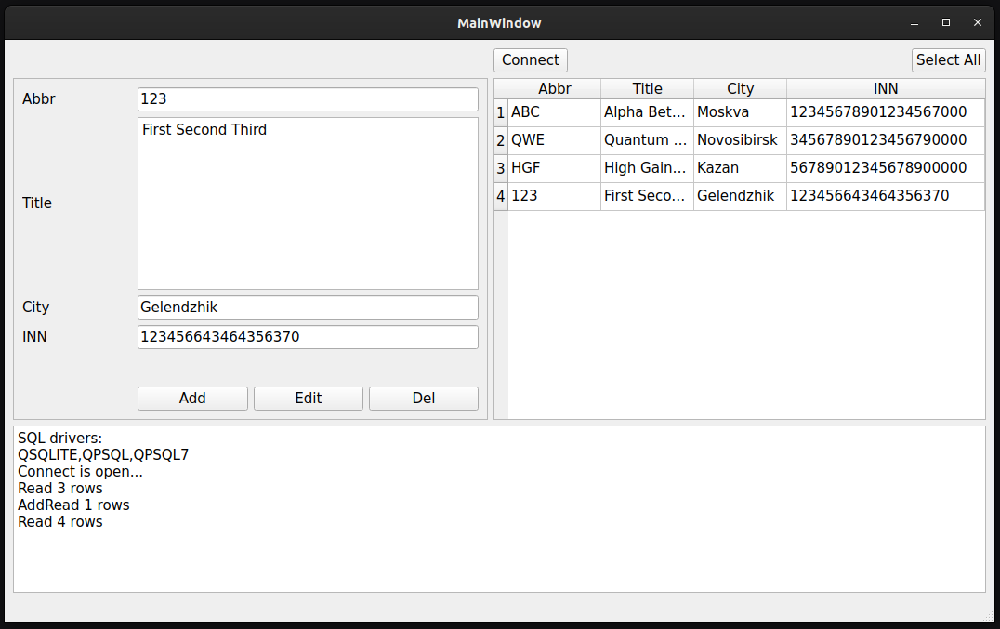 MainWindow
Connect
Select All
Abbr
123
Title
First Second Third
City
Gelendzhik
INN
123456643464356370
Add
Edit
Del
Abbr Title City INN
1 ABC Alpha Bet... Moskva 12345678901234567000
2 QWE Quantum ... Novosibirsk 34567890123456790000
3 HGF High Gain... Kazan 56789012345678900000
4 123 First Seco... Gelendzhik 123456643464356370
SQL drivers:
QSQLITE,QPSQL,QPSQL7
Connect is open...
Read 3 rows
AddRead 1 rows
Read 4 rows